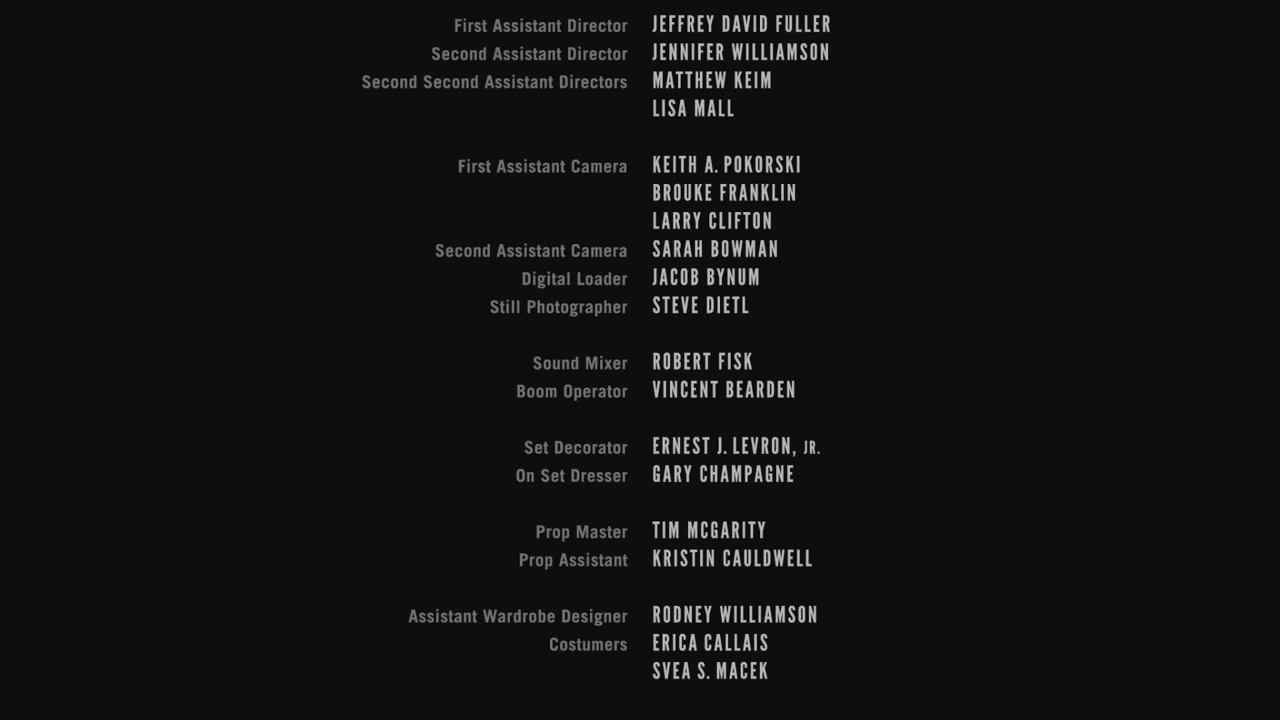 First Assistant Director JEFFREY DAVID FULLER
Second Assistant Director JENNIFER WILLIAMSON
Second Second Assistant Directors MATTHEW KEIM
LISA MALL
First Assistant Camera KEITH A. POKORSKI
BROUKE FRANKLIN
LARRY CLIFTON
Second Assistant Camera SARAH BOWMAN
Digital Loader JACOB BYNUM
Still Photographer STEVE DIETL
Sound Mixer ROBERT FISK
Boom Operator VINCENT BEARDEN
Set Decorator ERNEST J. LEVRON, JR.
On Set Dresser GARY CHAMPAGNE
Prop Master TIM MCGARITY
Prop Assistant KRISTIN CAULDWELL
Assistant Wardrobe Designer RODNEY WILLIAMSON
Costumers ERICA CALLAIS
SVEA S. MACEK